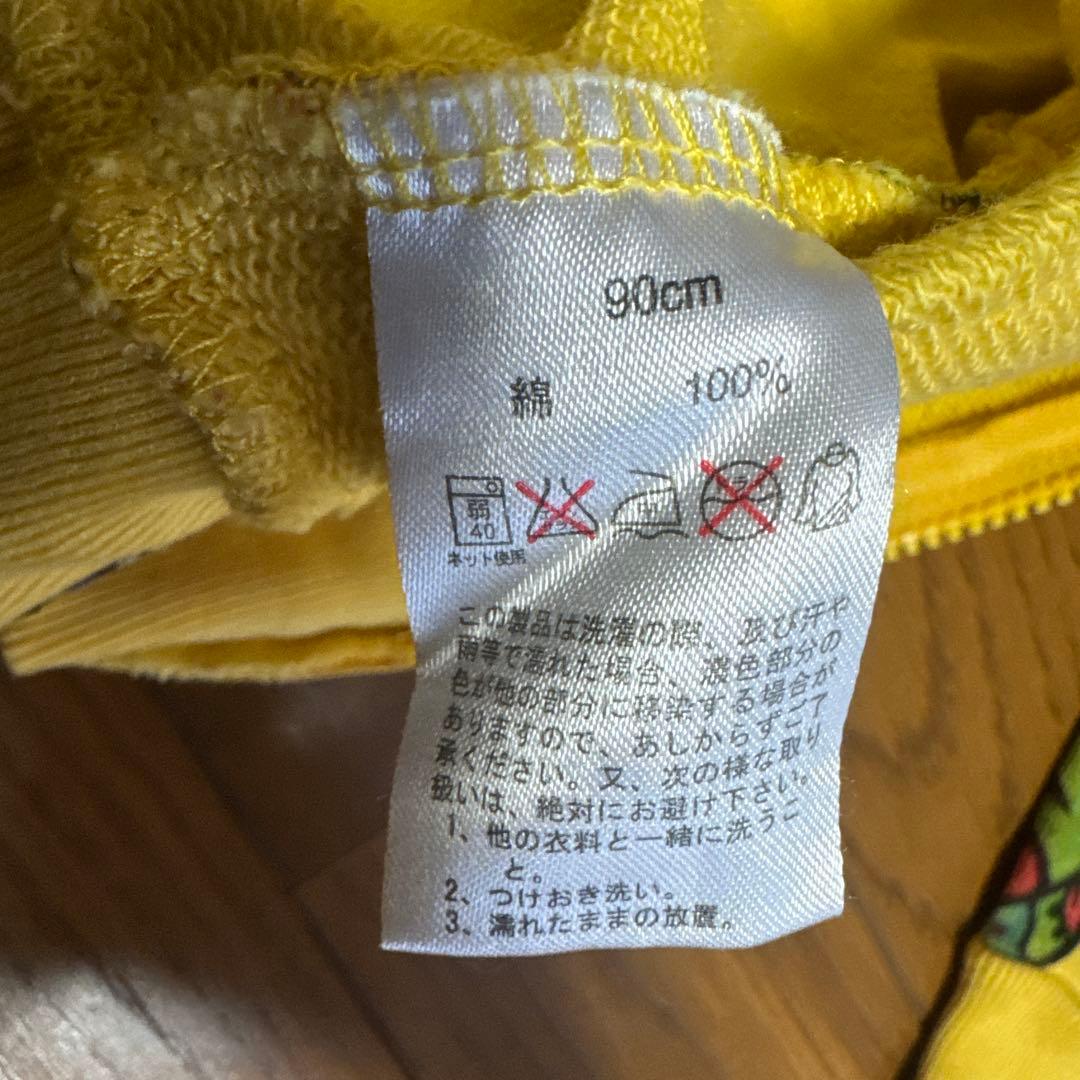 90cm
綿 100%
弱
40
ネット使用
この製品は洗濯の際、及び汗や
雨等で濡れた場合、濃色部分の
色が他の部分に移染する場合が
ありますので、あしからずご了
承ください。又、次の様な取り
扱いは、絶対にお避け下さい。
1、他の衣料と一緒に洗うこ
と。
2、つけおき洗い。
3、濡れたままの放置。